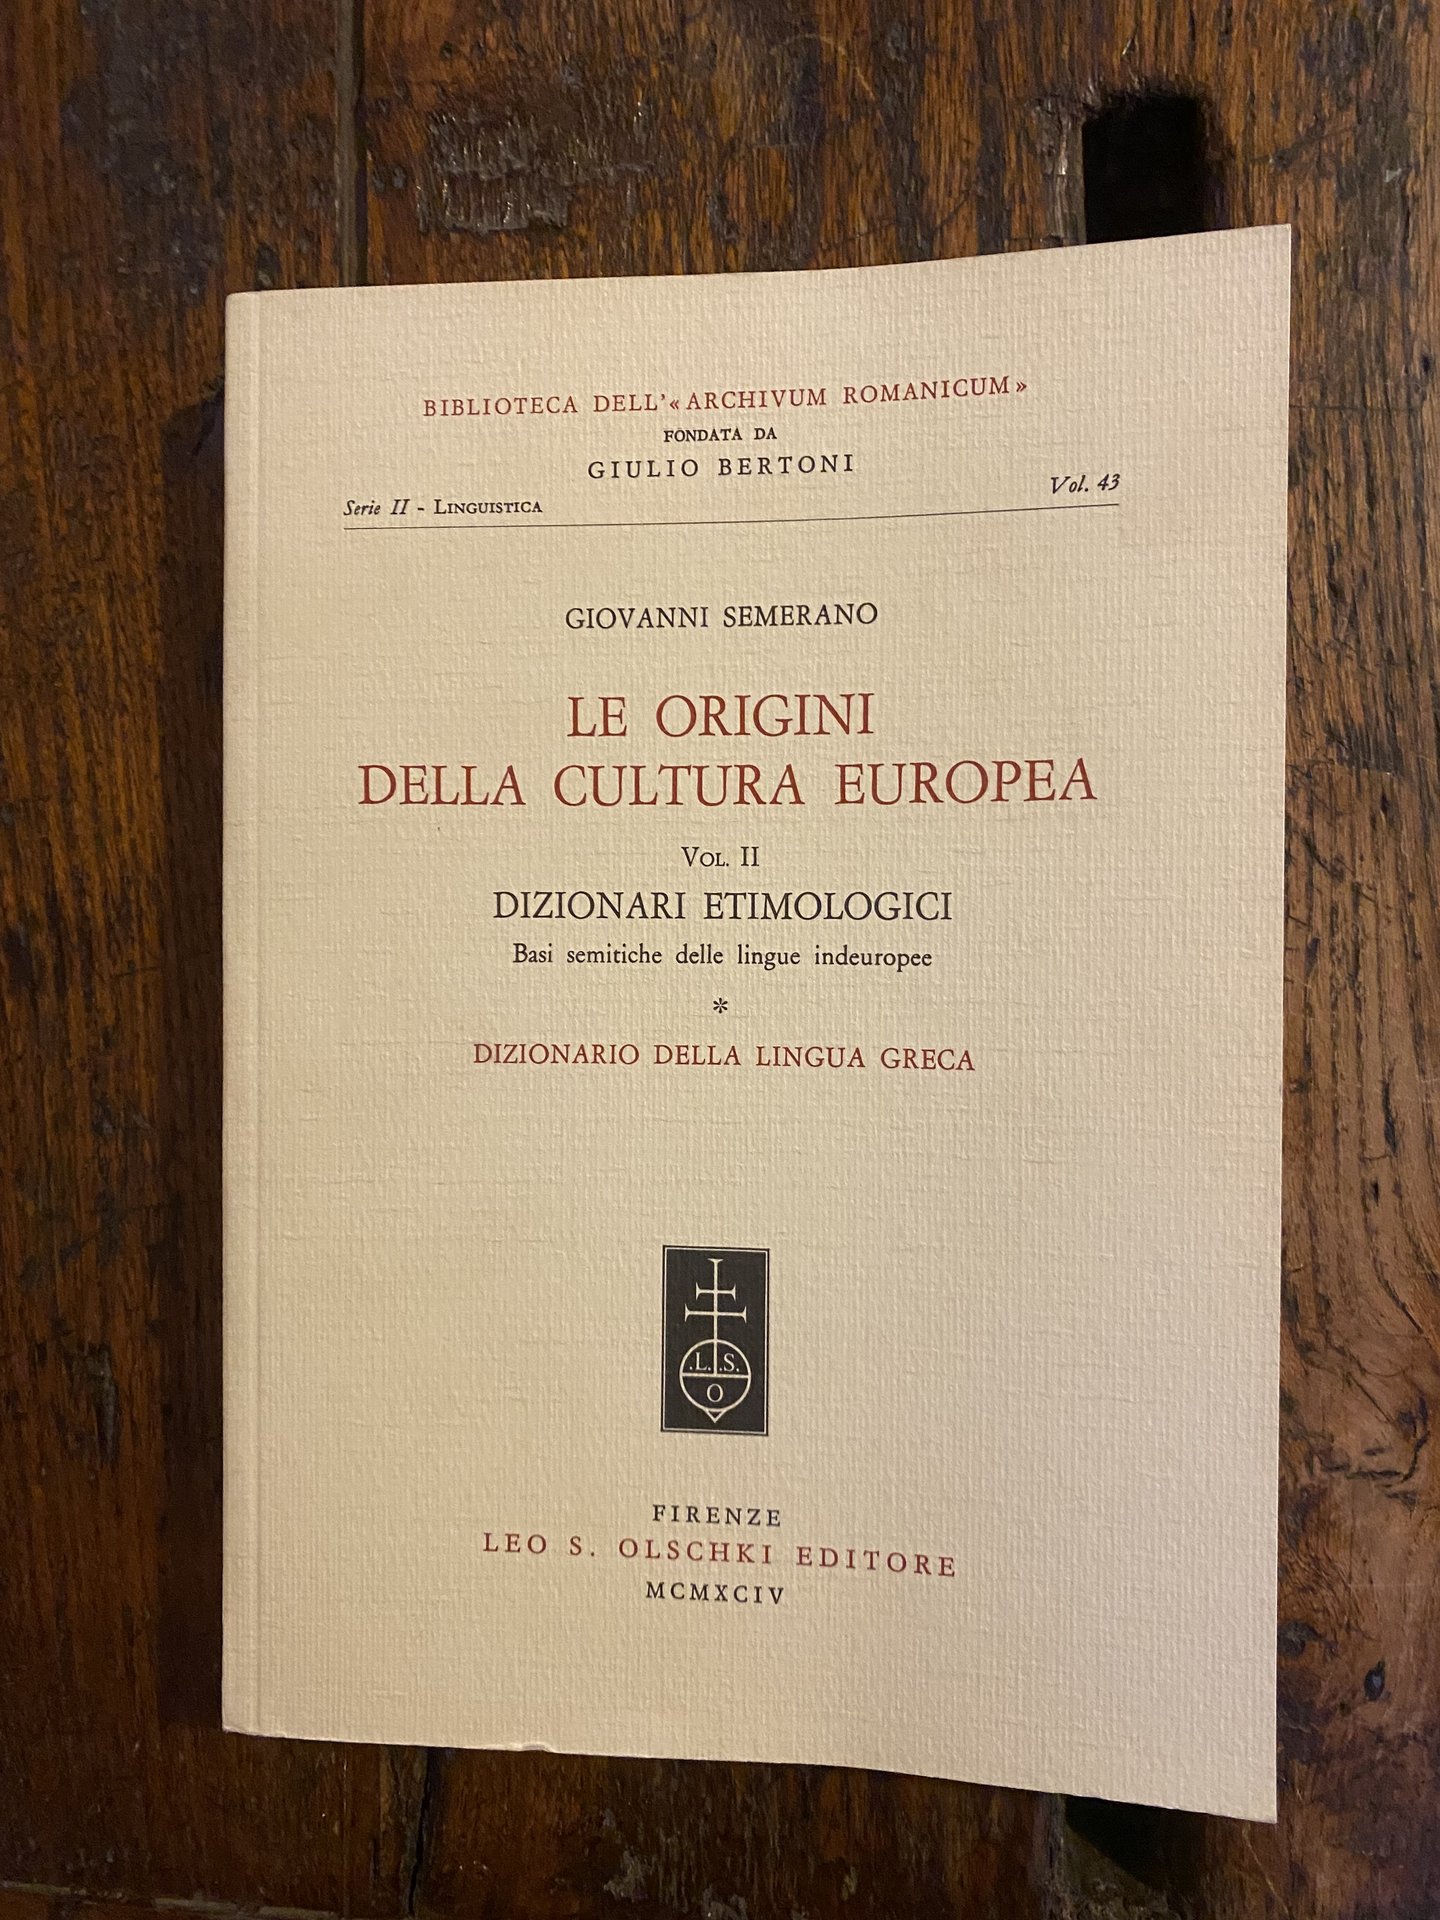 BIBLIOTECA DELL'«ARCHIVUM ROMANICUM»
FONDATA DA
GIULIO BERTONI
Serie II - LINGUISTICA Vol. 43
GIOVANNI SEMERANO
LE ORIGINI
DELLA CULTURA EUROPEA
VOL. II
DIZIONARI ETIMOLOGICI
Basi semitiche delle lingue indeuropee
*
DIZIONARIO DELLA LINGUA GRECA
.L. .S.
O
FIRENZE
LEO S. OLSCHKI EDITORE
MCMXCIV